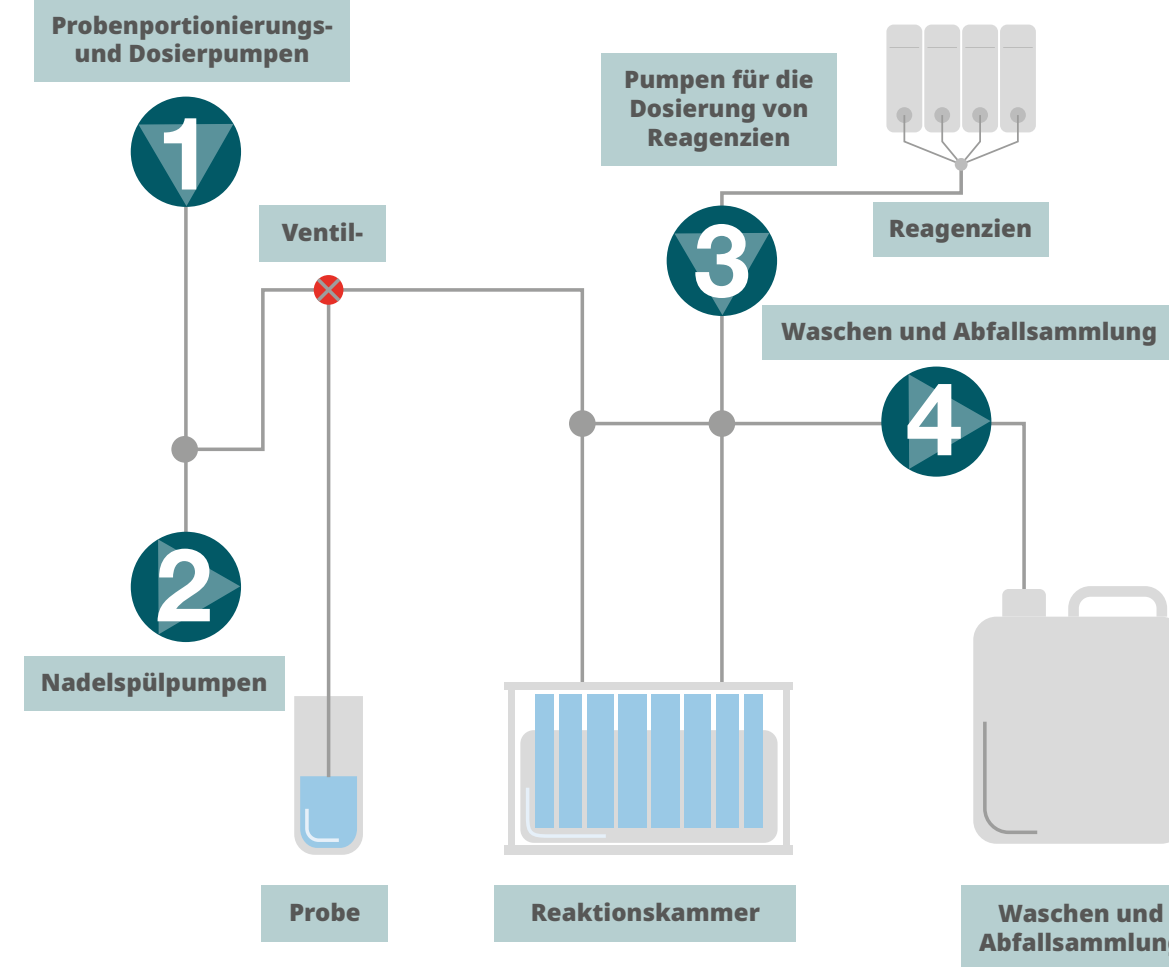 Probenportionierungs-
und Dosierpumpen
1
Pumpen für die
Dosierung von
Reagenzien
Ventil-
Reagenzien
3
Waschen und Abfallsammlung
4
2
Nadelspülpumpen
Probe
Reaktionskammer
Waschen und
Abfallsammlung